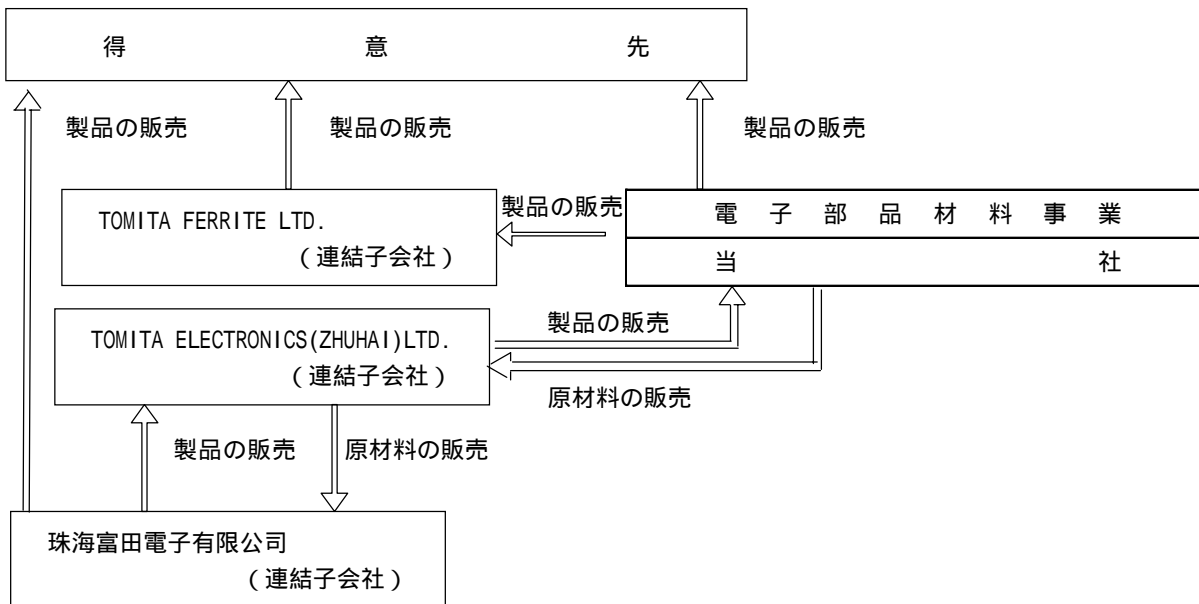 得意先
製品の販売
製品の販売
製品の販売
TOMITA FERRITE LTD.
(連結子会社)
製品の販売
電子部品材料事業
当社
TOMITA ELECTRONICS(ZHUHAI)LTD.
(連結子会社)
製品の販売
原材料の販売
製品の販売
原材料の販売
珠海富田電子有限公司
(連結子会社)